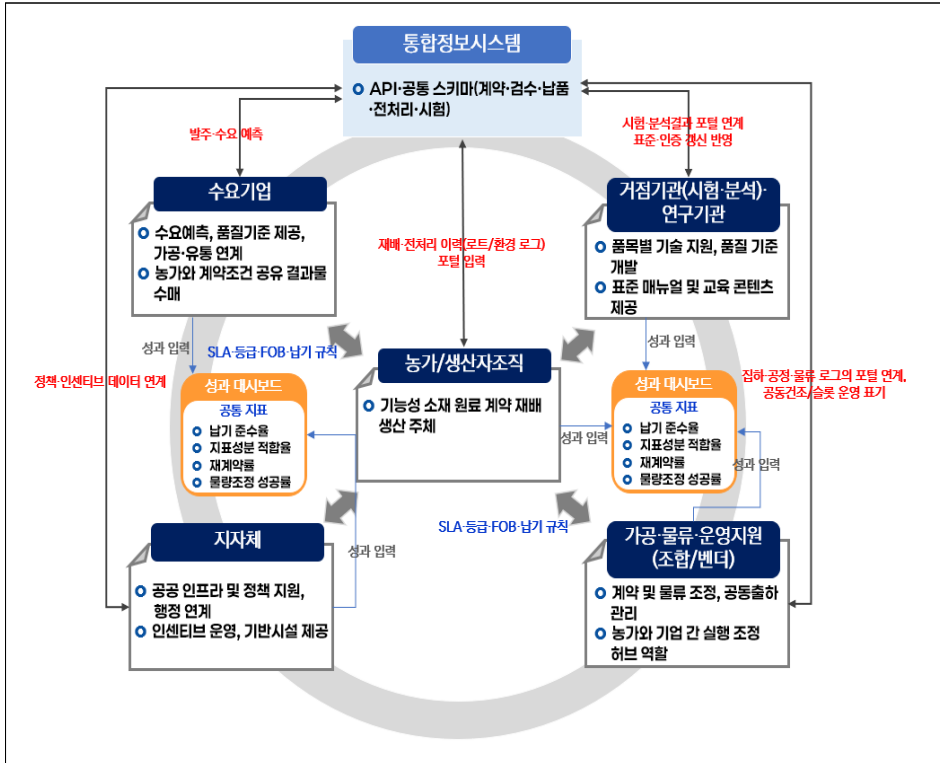 통합정보시스템
API·공통 스키마(계약·검수·납품
·전처리·시험)
발주·수요 예측
시험·분석결과 포털 연계
표준·인증 갱신 반영
수요기업
수요예측, 품질기준 제공,
가공·유통 연계
농가와 계약조건 공유 결과물
수매
재배·전처리 이력(로트/환경 로그)
포털 입력
거점기관(시험·분석)·
연구기관
품목별 기술 지원, 품질 기준
개발
표준 매뉴얼 및 교육 콘텐츠
제공
성과 입력
SLA·등급·FOB·납기 규칙
성과 입력
정책·인센티브 데이터 연계
농가/생산자조직
기능성 소재 원료 계약 재배
생산 주체
집하·공정·물류 로그의 포털 연계,
공동건조/슬롯 운영 표기
성과 대시보드
공통 지표
납기 준수율
지표성분 적합률
재계약률
물량조정 성공률
성과 입력
성과 대시보드
공통 지표
납기 준수율
지표성분 적합률
재계약률
물량조정 성공률
성과 입력
SLA·등급·FOB·납기 규칙
지자체
공공 인프라 및 정책 지원,
행정 연계
인센티브 운영, 기반시설 제공
성과 입력
가공·물류·운영지원
(조합/벤더)
계약 및 물류 조정, 공동출하
관리
농가와 기업 간 실행 조정
허브 역할